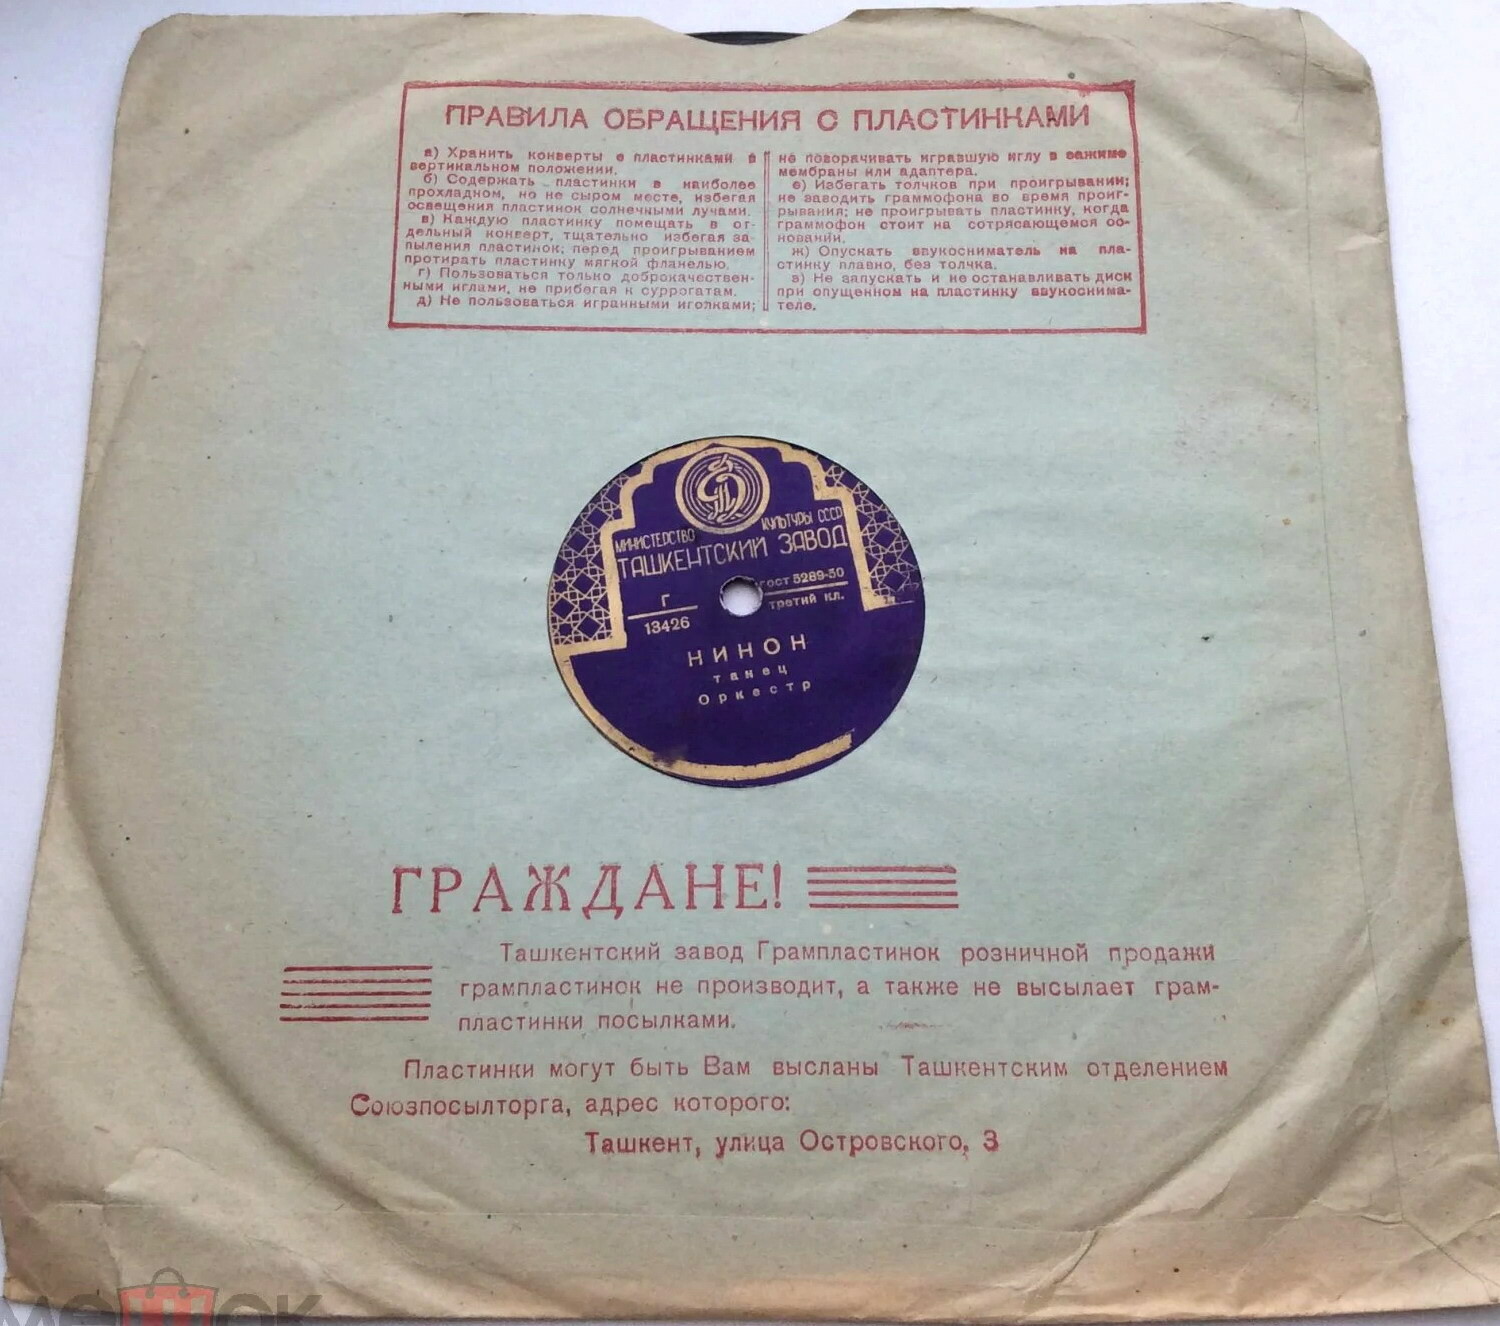 ПРАВИЛА ОБРАЩЕНИЯ С ПЛАСТИНКАМИ
а) Хранить конверты с пластинками в
вертикальном положении.
б) Содержать пластинки в наиболее
прохладном, но не сыром месте, избегая
освещения пластинок солнечными лучами.
в) Каждую пластинку помещать в от-
дельный конверт, тщательно избегая за-
пыления пластинок; перед проигрыванием
протирать пластинку мягкой фланелью.
г) Пользоваться только доброкачествен-
ными иглами, не прибегая к суррогатам.
д) Не пользоваться игранными иголками;
не поворачивать игравшую иглу в зажиме
мембраны или адаптера.
е) Избегать толчков при проигрывании;
не заводить граммофона во время проиг-
рывания; не проигрывать пластинку, когда
граммофон стоит на сотрясающемся ос-
новании.
ж) Опускать звукосниматель на пла-
стинку плавно, без толчка.
з) Не запускать и не останавливать диск
при опущенном на пластинку звукоснима-
теле.
МИНИСТЕРСТВО КУЛЬТУРЫ СССР
ТАШКЕНТСКИЙ ЗАВОД
ГОСТ 5289-50
Г третий кл.
13426
НИНОН
танец
Оркестр
ГРАЖДАНЕ!
Ташкентский завод Грампластинок розничной продажи
грампластинок не производит, а также не высылает грам-
пластинки посылками.
Пластинки могут быть Вам высланы Ташкентским отделением
Союзпосылторга, адрес которого:
Ташкент, улица Островского, 3